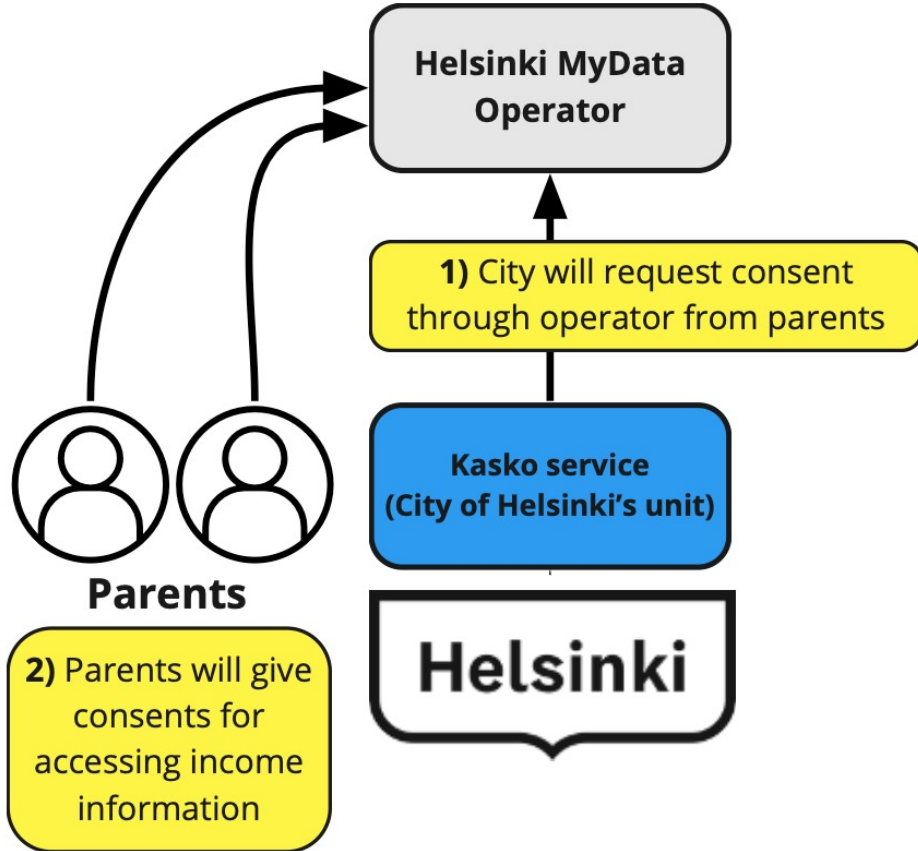 Helsinki MyData
Operator
1) City will request consent
through operator from parents
Kasko service
(City of Helsinki's unit)
Parents
2) Parents will give
consents for
accessing income
information
Helsinki